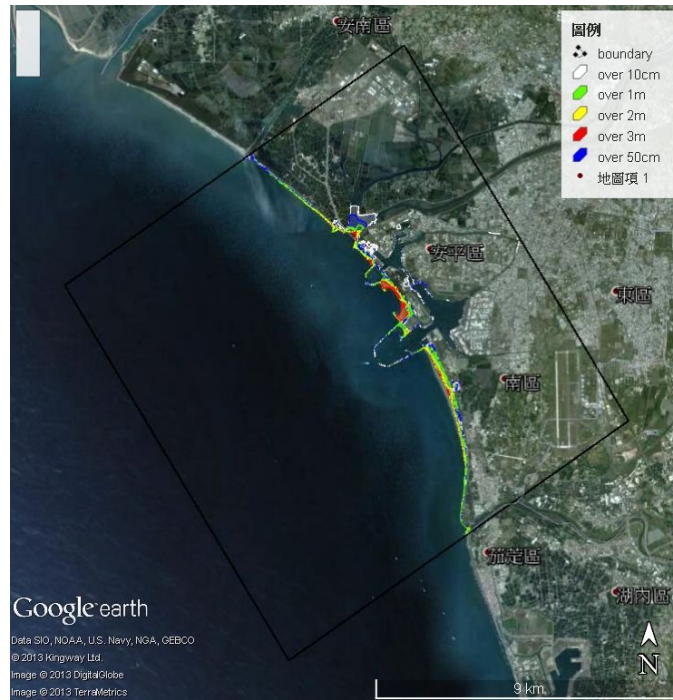 安南區
圖例
boundary
over 10cm
over 1m
over 2m
over 3m
over 50cm
地圖項 1
安平區
東區
南區
茄萣區
湖內區
Google earth
Data SIO, NOAA, U.S. Navy, NGA, GEBCO
© 2013 Kingway Ltd.
Image © 2013 DigitalGlobe
Image © 2013 TerraMetrics
N
9 km